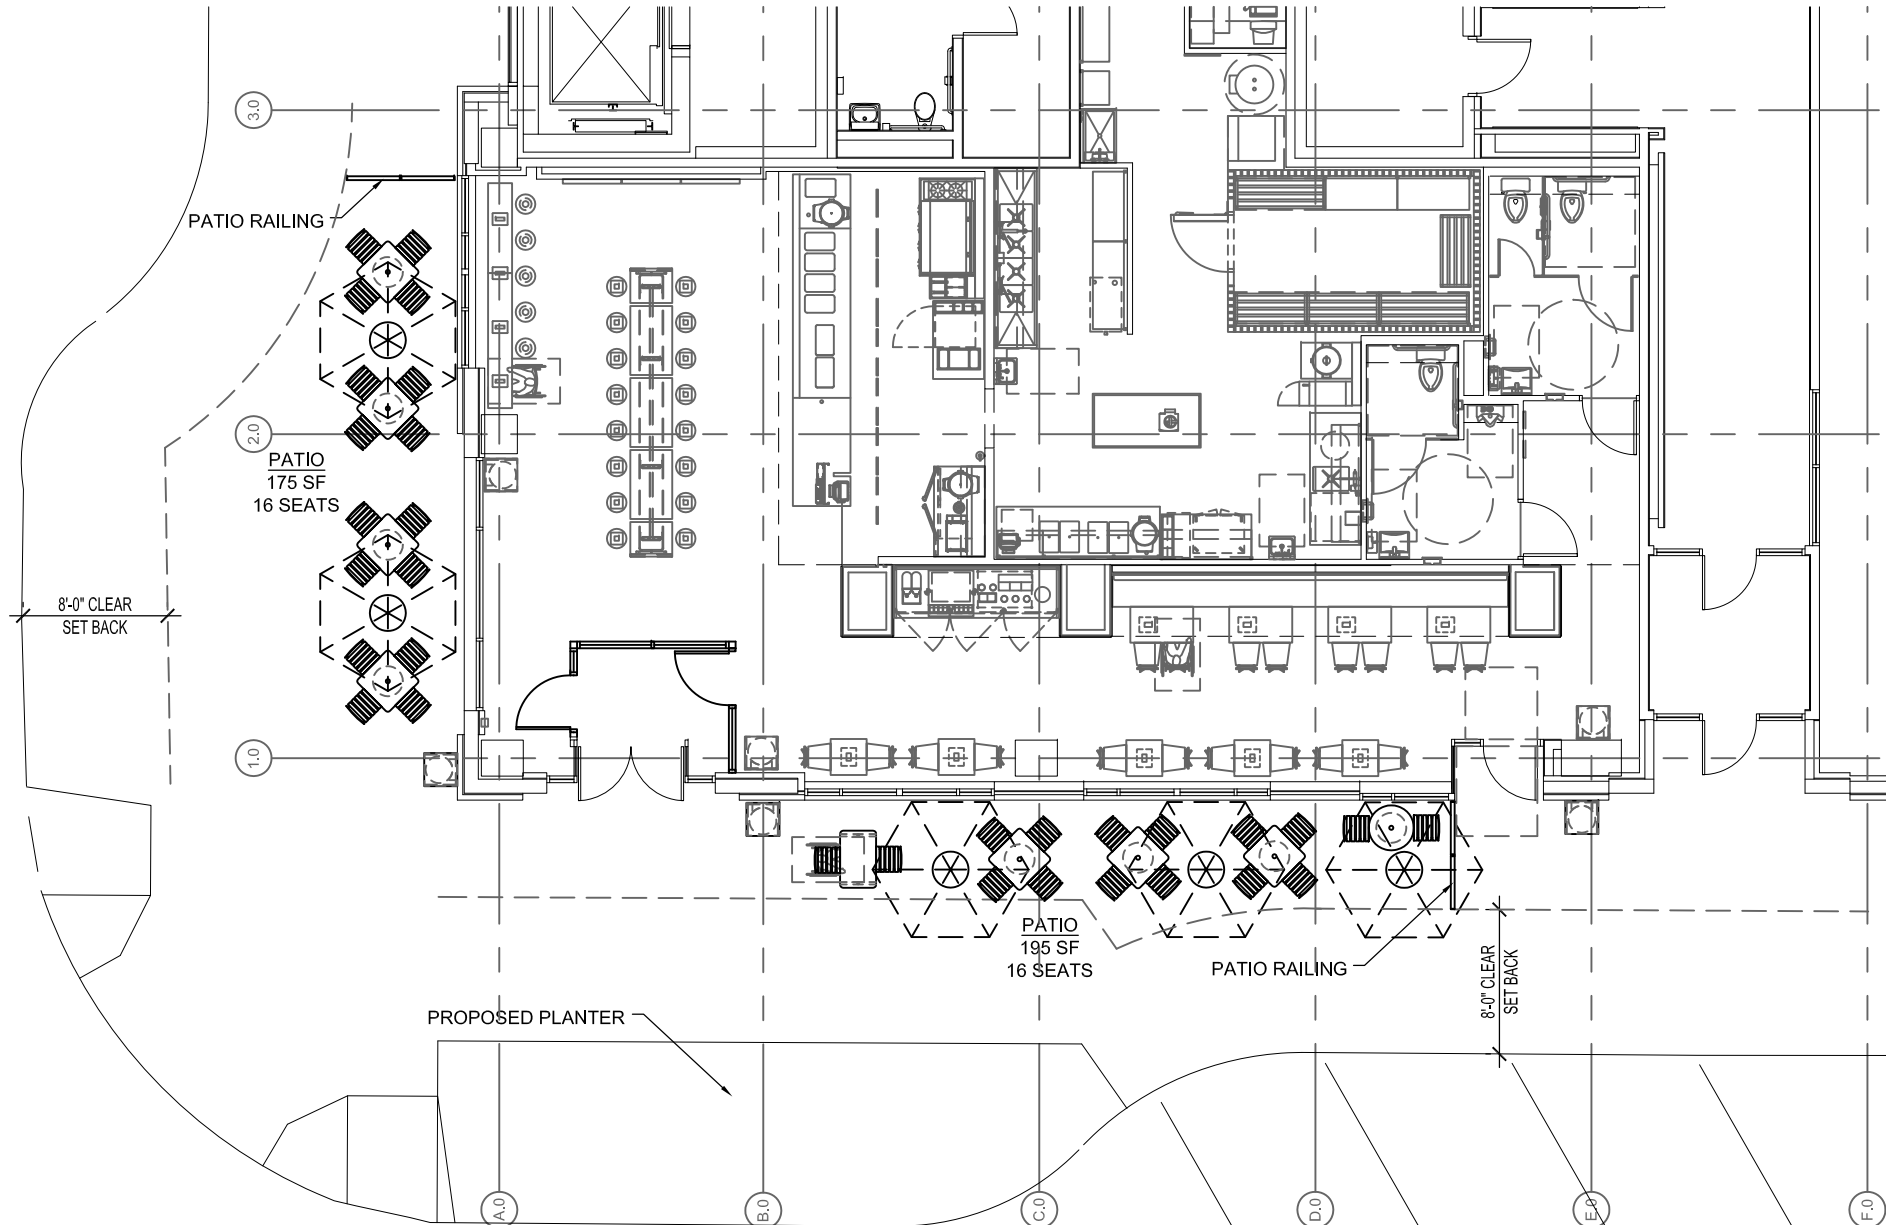 3.0
PATIO RAILING
2.0
PATIO
175 SF
16 SEATS
8'-0" CLEAR
SET BACK
1.0
PATIO
195 SF
16 SEATS
PATIO RAILING
8'-0" CLEAR
SET BACK
PROPOSED PLANTER
A.0
B.0
C.0
D.0
E.0
F.0